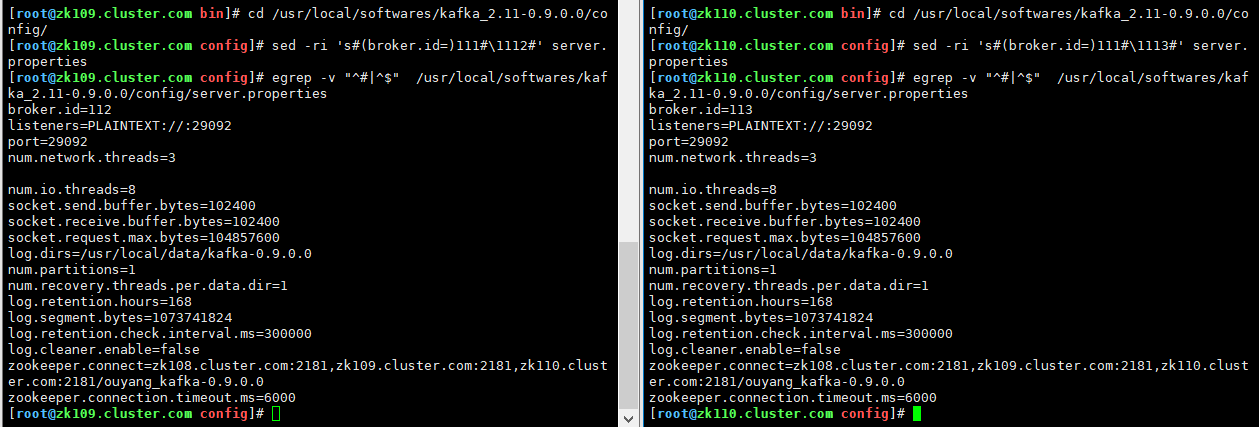 [root@zk109.cluster.com bin]# cd /usr/local/softwares/kafka_2.11-0.9.0.0/co
nfig/
[root@zk109.cluster.com config]# sed -ri 's#(broker.id=)111#\1112#' server.
properties
[root@zk109.cluster.com config]# egrep -v "^#|^$"  /usr/local/softwares/kaf
ka_2.11-0.9.0.0/config/server.properties
broker.id=112
listeners=PLAINTEXT://:29092
port=29092
num.network.threads=3

num.io.threads=8
socket.send.buffer.bytes=102400
socket.receive.buffer.bytes=102400
socket.request.max.bytes=104857600
log.dirs=/usr/local/data/kafka-0.9.0.0
num.partitions=1
num.recovery.threads.per.data.dir=1
log.retention.hours=168
log.segment.bytes=1073741824
log.retention.check.interval.ms=300000
log.cleaner.enable=false
zookeeper.connect=zk108.cluster.com:2181,zk109.cluster.com:2181,zk110.clust
er.com:2181/ouyang_kafka-0.9.0.0
zookeeper.connection.timeout.ms=6000
[root@zk109.cluster.com config]#
[root@zk110.cluster.com bin]# cd /usr/local/softwares/kafka_2.11-0.9.0.0/co
nfig/
[root@zk110.cluster.com config]# sed -ri 's#(broker.id=)111#\1113#' server.
properties
[root@zk110.cluster.com config]# egrep -v "^#|^$"  /usr/local/softwares/kaf
ka_2.11-0.9.0.0/config/server.properties
broker.id=113
listeners=PLAINTEXT://:29092
port=29092
num.network.threads=3

num.io.threads=8
socket.send.buffer.bytes=102400
socket.receive.buffer.bytes=102400
socket.request.max.bytes=104857600
log.dirs=/usr/local/data/kafka-0.9.0.0
num.partitions=1
num.recovery.threads.per.data.dir=1
log.retention.hours=168
log.segment.bytes=1073741824
log.retention.check.interval.ms=300000
log.cleaner.enable=false
zookeeper.connect=zk108.cluster.com:2181,zk109.cluster.com:2181,zk110.clust
er.com:2181/ouyang_kafka-0.9.0.0
zookeeper.connection.timeout.ms=6000
[root@zk110.cluster.com config]#